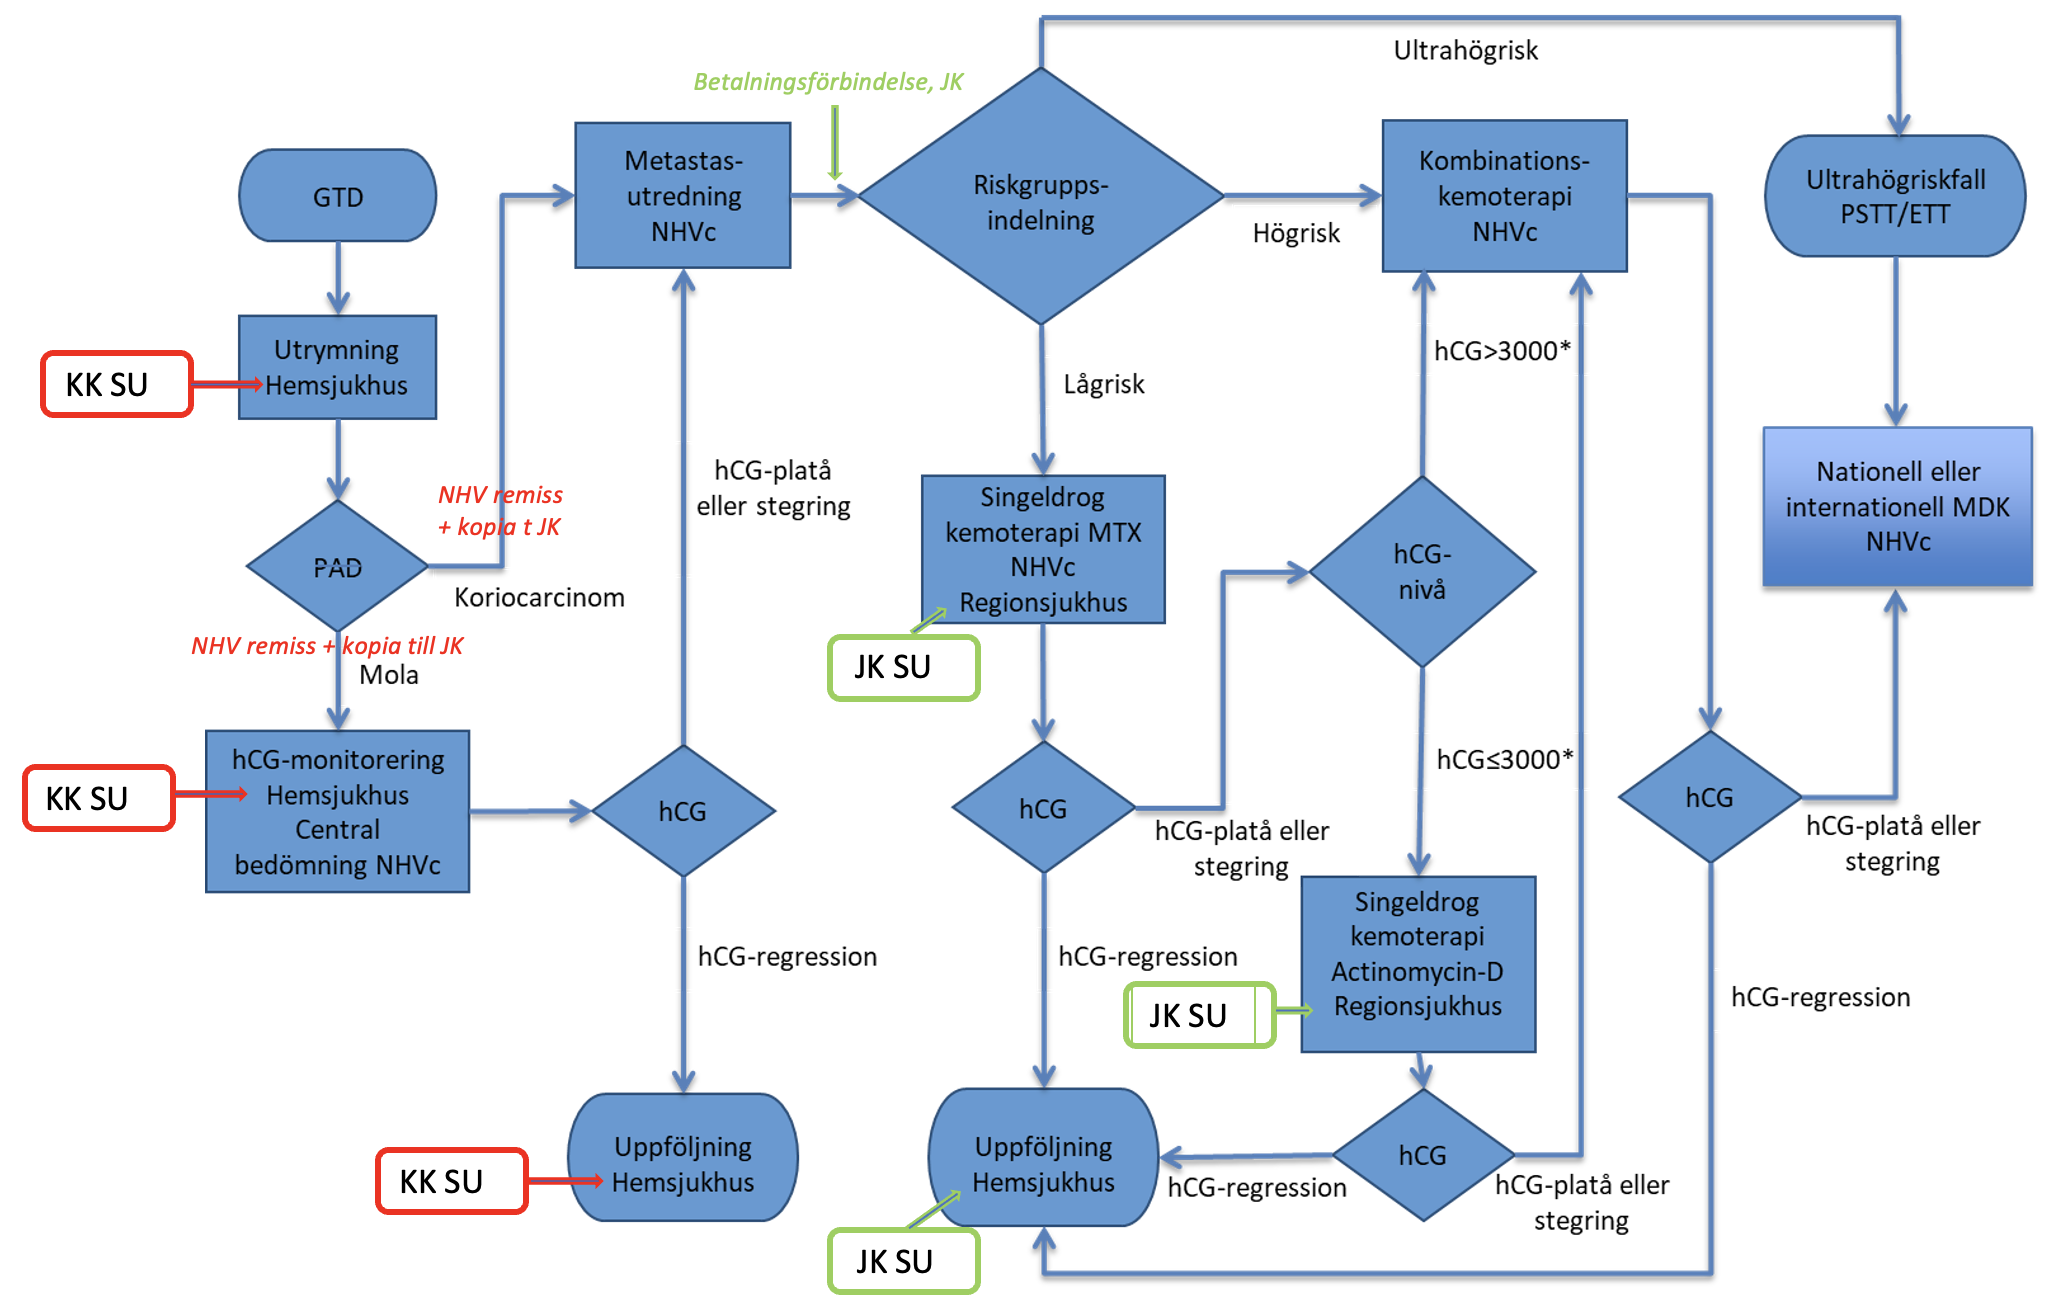 Ultrahögrisk
Betalningsförbindelse, JK
GTD
Metastas-
utredning
NHVc
Riskgrupps-
indelning
Kombinations-
kemoterapi
NHVc
Ultrahögriskfall
PSTT/ETT
Högrisk
Utrymning
Hemsjukhus
KK SU
hCG>3000*
Lågrisk
hCG-platå
eller stegring
NHV remiss
+ kopia t JK
Singeldrog
kemoterapi MTX
NHVc
Regionsjukhus
Nationell eller
internationell MDK
NHVc
PAD
Koriocarcinom
hCG-
nivå
NHV remiss + kopia till JK
Mola
JK SU
hCG-monitorering
Hemsjukhus
Central
bedömning NHVc
KK SU
hCG
hCG
hCG≤3000*
hCG
hCG-platå eller
stegring
hCG-platå eller
stegring
Singeldrog
kemoterapi
Actinomycin-D
Regionsjukhus
hCG-regression
hCG-regression
hCG-regression
JK SU
Uppföljning
Hemsjukhus
KK SU
Uppföljning
Hemsjukhus
hCG
hCG-regression
hCG-platå eller
stegring
JK SU